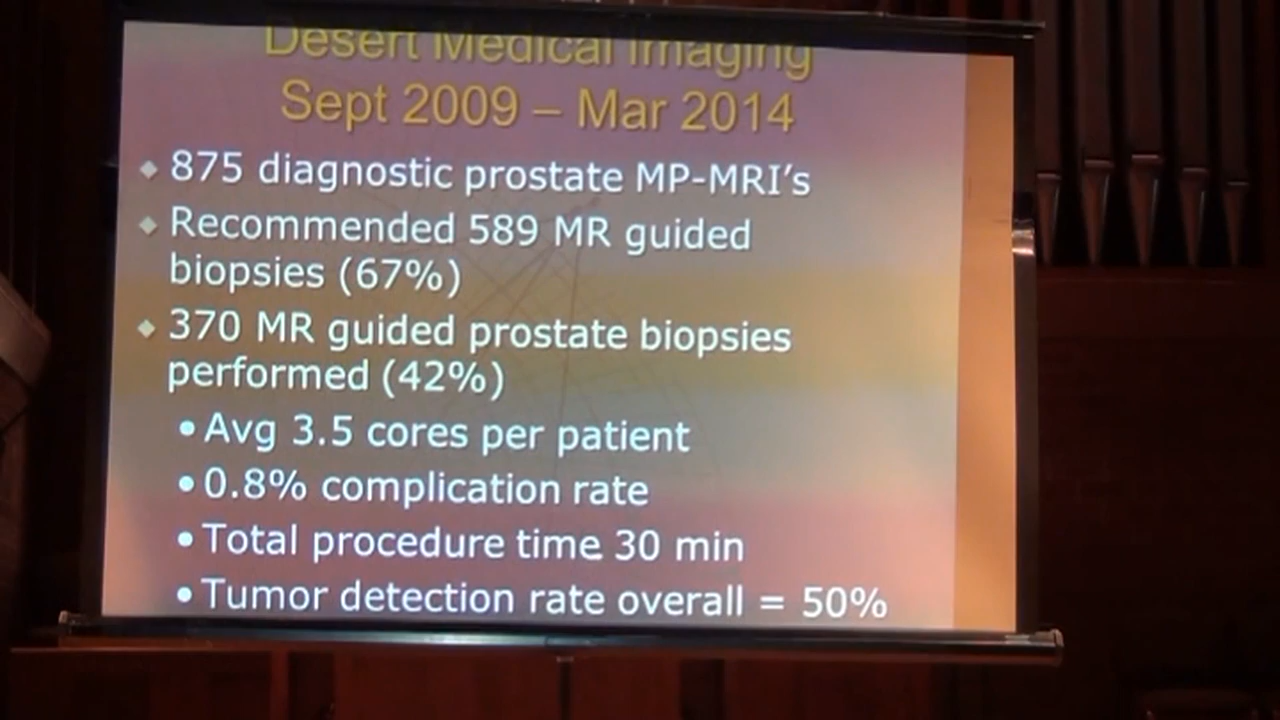 Desert Medical Imaging
Sept 2009 – Mar 2014
875 diagnostic prostate MP-MRI's
Recommended 589 MR guided
biopsies (67%)
370 MR guided prostate biopsies
performed (42%)
Avg 3.5 cores per patient
0.8% complication rate
Total procedure time 30 min
Tumor detection rate overall = 50%